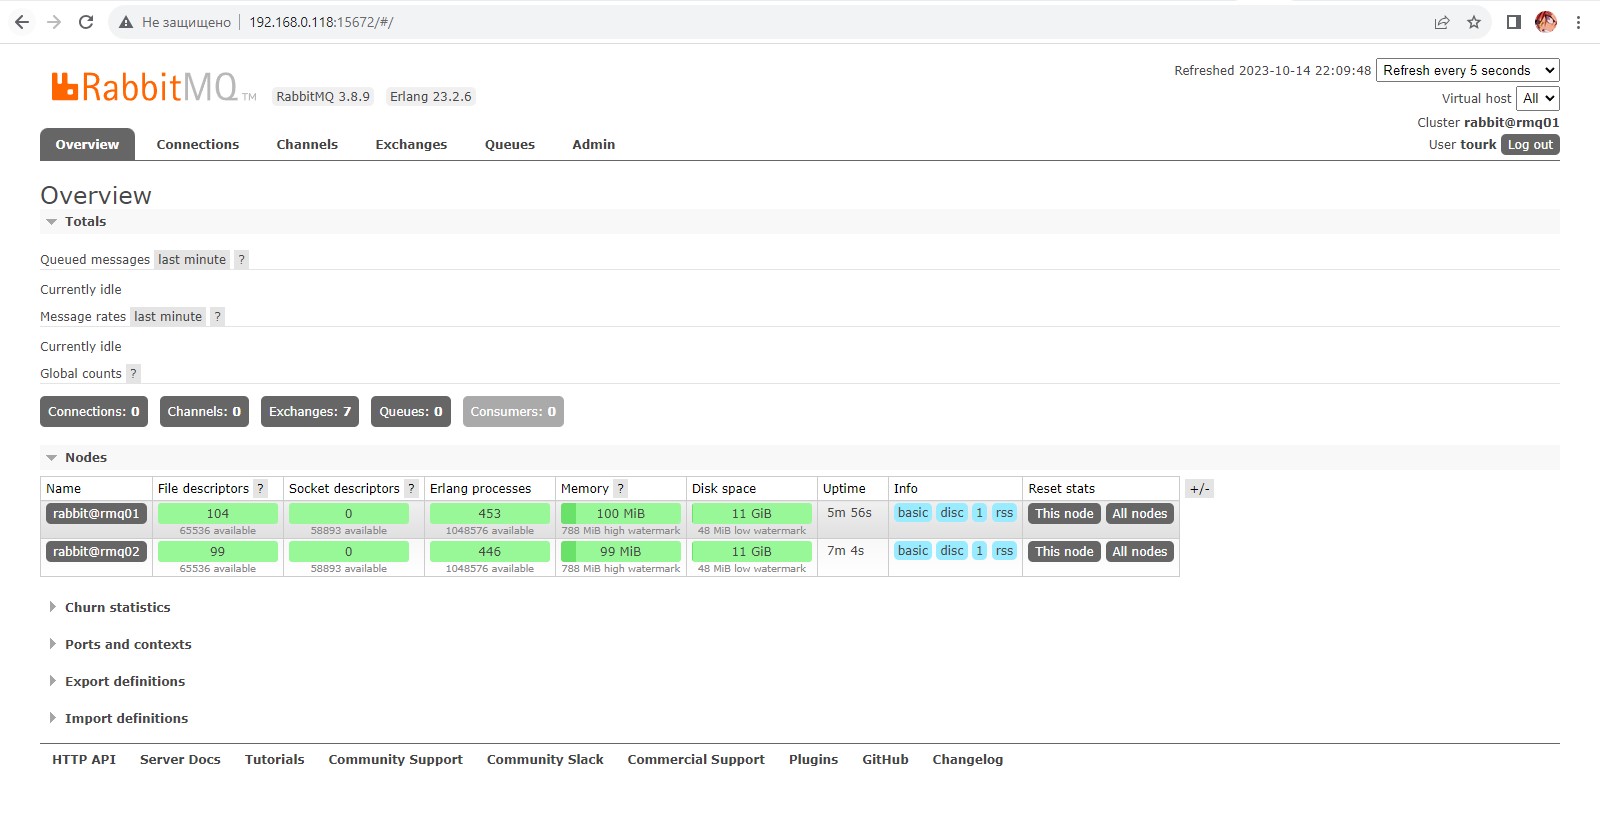 Не защищено 192.168.0.118:15672/#/
RabbitMQ TM RabbitMQ 3.8.9 Erlang 23.2.6
Refreshed 2023-10-14 22:09:48 Refresh every 5 seconds
Virtual host All
Cluster rabbit@rmq01
User tourk Log out
Overview Connections Channels Exchanges Queues Admin
Overview
Totals
Queued messages last minute ?
Currently idle
Message rates last minute ?
Currently idle
Global counts ?
Connections: 0 Channels: 0 Exchanges: 7 Queues: 0 Consumers: 0
Nodes
Name File descriptors ? Socket descriptors ? Erlang processes Memory ? Disk space Uptime Info Reset stats +/-
rabbit@rmq01 104 0 453 100 MiB 11 GiB 5m 56s basic disc 1 rss This node All nodes
65536 available 58893 available 1048576 available 788 MiB high watermark 48 MiB low watermark
rabbit@rmq02 99 0 446 99 MiB 11 GiB 7m 4s basic disc 1 rss This node All nodes
65536 available 58893 available 1048576 available 788 MiB high watermark 48 MiB low watermark
Churn statistics
Ports and contexts
Export definitions
Import definitions
HTTP API Server Docs Tutorials Community Support Community Slack Commercial Support Plugins GitHub Changelog